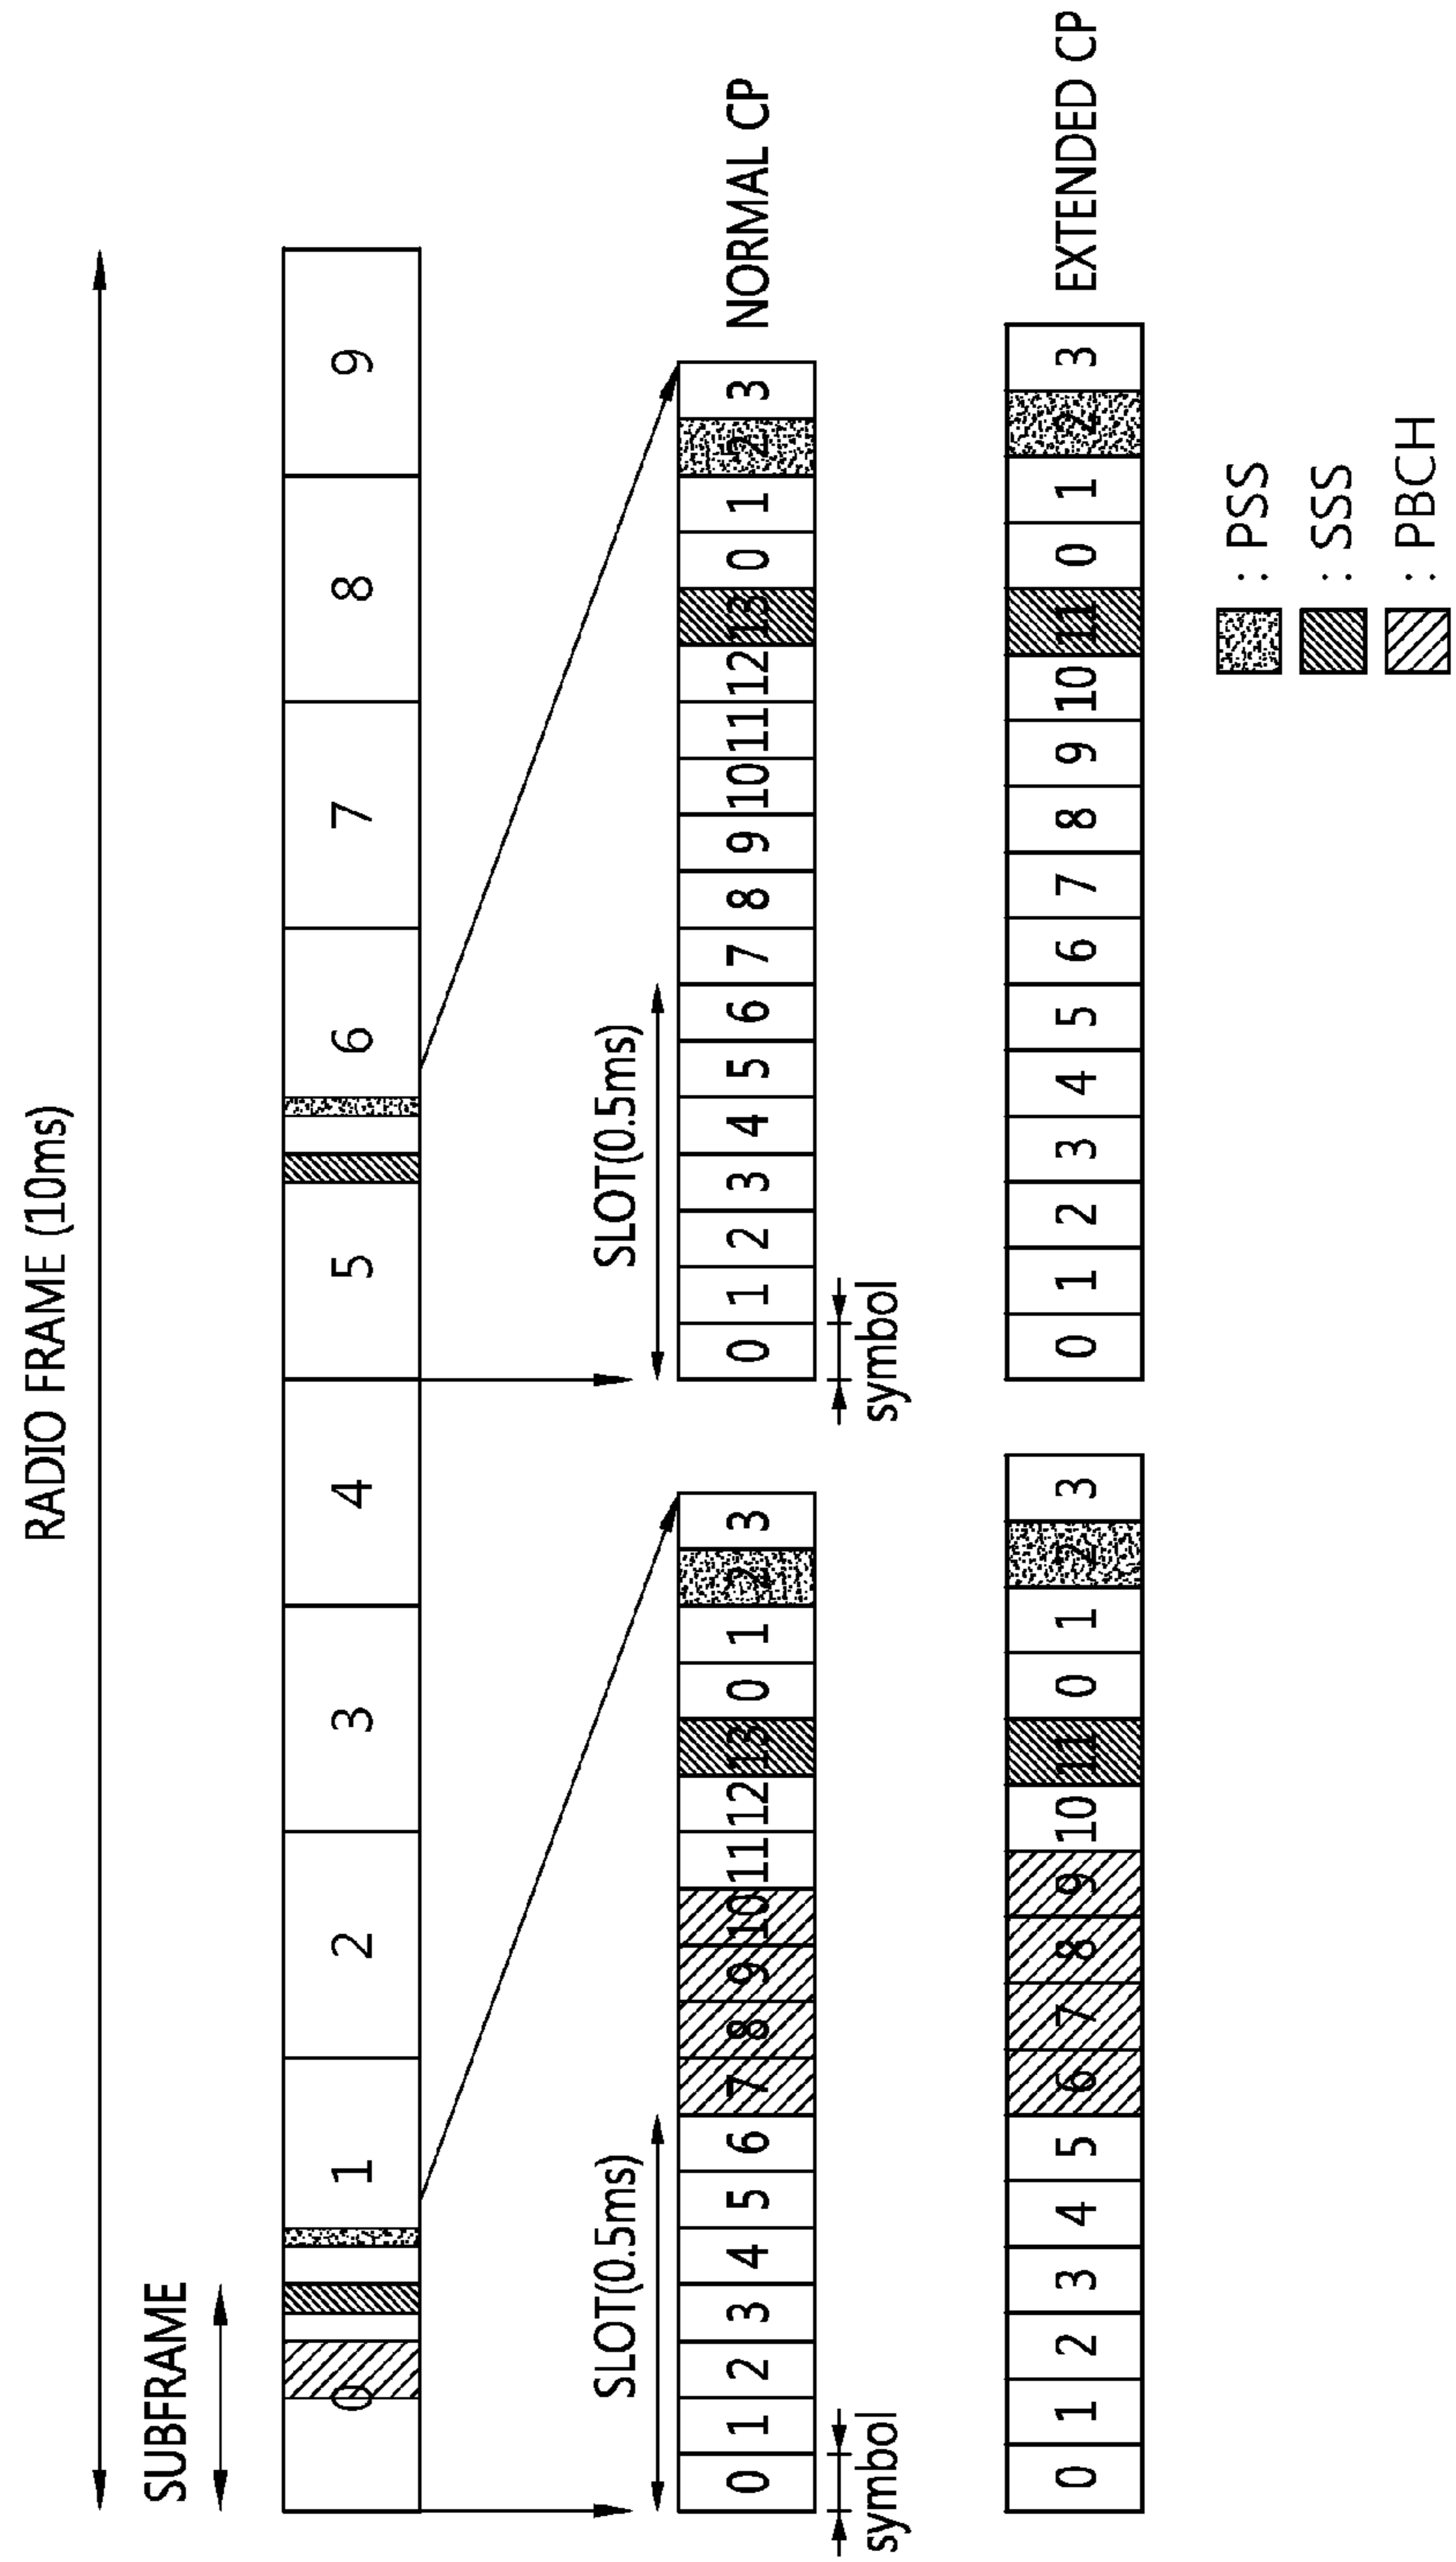 RADIO FRAME (10ms)
SUBFRAME
0 1 2 3 4 5 6 7 8 9
SLOT(0.5ms) SLOT(0.5ms)
0 1 2 3 4 5 6 7 8 9 10 11 12 13 0 1 2 3 0 1 2 3 4 5 6 7 8 9 10 11 12 13 0 1 2 3 NORMAL CP
symbol symbol
0 1 2 3 4 5 6 7 8 9 10 11 0 1 2 3 0 1 2 3 4 5 6 7 8 9 10 11 0 1 2 3 EXTENDED CP
: PSS
: SSS
: PBCH